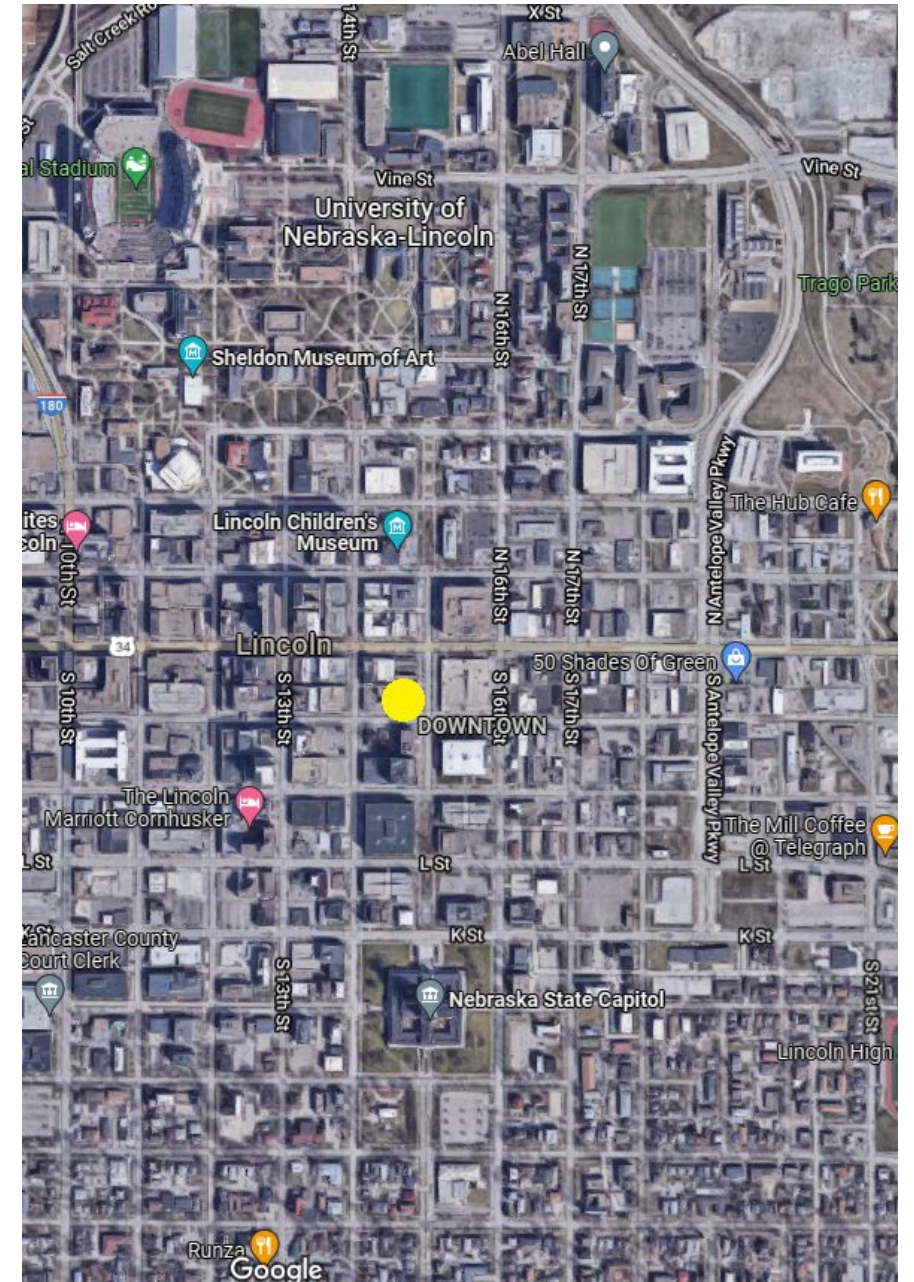 X St
Salt Creek Ro
14th St
Abel Hall
St
al Stadium
Vine St
Vine St
University of
Nebraska-Lincoln
N 17th St
Trago Park
N 16th St
Sheldon Museum of Art
180
N Antelope Valley Pkwy
The Hub Cafe
ites
coln
Lincoln Children's
Museum
10th St
N 16th St
N 17th St
34
Lincoln
50 Shades Of Green
S 10th St
S 13th St
S 16th St
S 17th St
S Antelope Valley Pkwy
DOWNTOWN
The Lincoln
Marriott Cornhusker
The Mill Coffee
@ Telegraph
L St
L St
L St
K St
K St
K St
Lancaster County
Court Clerk
S 13th St
S 21st St
Nebraska State Capitol
Lincoln High
Runza
Google